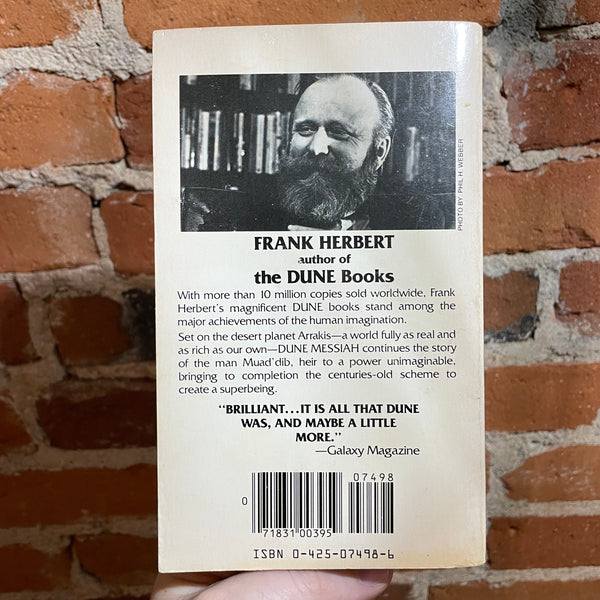 PHOTO BY: PHIL H. WEBBER
FRANK HERBERT
author of
the DUNE Books
With more than 10 million copies sold worldwide, Frank
Herbert's magnificent DUNE books stand among the
major achievements of the human imagination.
Set on the desert planet Arrakis—a world fully as real and
as rich as our own—DUNE MESSIAH continues the story
of the man Muad'dib, heir to a power unimaginable,
bringing to completion the centuries-old scheme to
create a superbeing.
"BRILLIANT...IT IS ALL THAT DUNE
WAS, AND MAYBE A LITTLE
MORE."
—Galaxy Magazine
07498
0
71831 00395
ISBN 0-425-07498-6